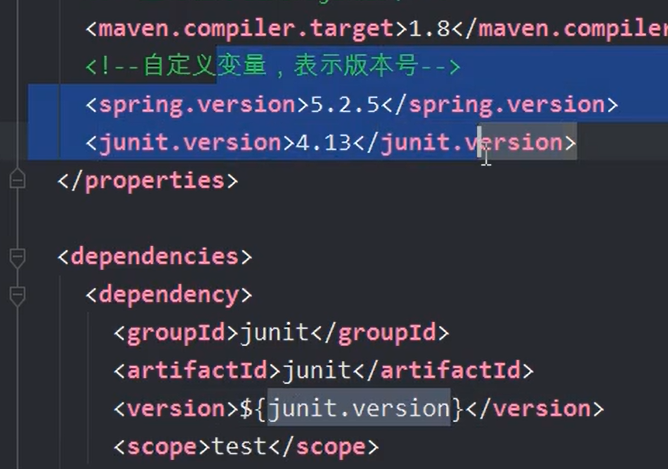 <maven.compiler.target>1.8</maven.compiler
<!--自定义变量，表示版本号-->
<spring.version>5.2.5</spring.version>
<junit.version>4.13</junit.version>
</properties>
<dependencies>
<dependency>
<groupId>junit</groupId>
<artifactId>junit</artifactId>
<version>${junit.version}</version>
<scope>test</scope>